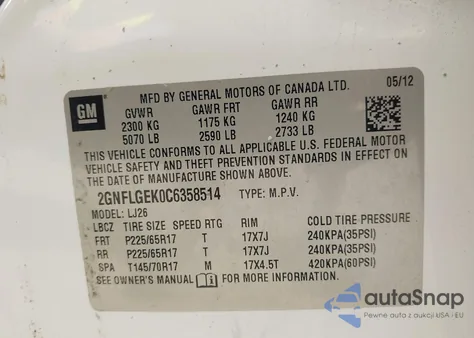 MFD BY GENERAL MOTORS OF CANADA LTD. 05/12
GM
GVWR GAWR FRT GAWR RR
2300 KG 1175 KG 1240 KG
5070 LB 2590 LB 2733 LB
THIS VEHICLE CONFORMS TO ALL APPLICABLE U.S. FEDERAL MOTOR
VEHICLE SAFETY AND THEFT PREVENTION STANDARDS IN EFFECT ON
THE DATE OF MANUFACTURE SHOWN ABOVE.
2GNFLGEK0C6358514 TYPE: M.P.V.
MODEL: LJ26
LBCZ TIRE SIZE SPEED RTG RIM COLD TIRE PRESSURE
FRT P225/65R17 T 17X7J 240KPA(35PSI)
RR P225/65R17 T 17X7J 240KPA(35PSI)
SPA T145/70R17 M 17X4.5T 420KPA(60PSI)
SEE OWNER'S MANUAL FOR MORE INFORMATION
autoSnap
Pewne auta z aukcji USA i EU